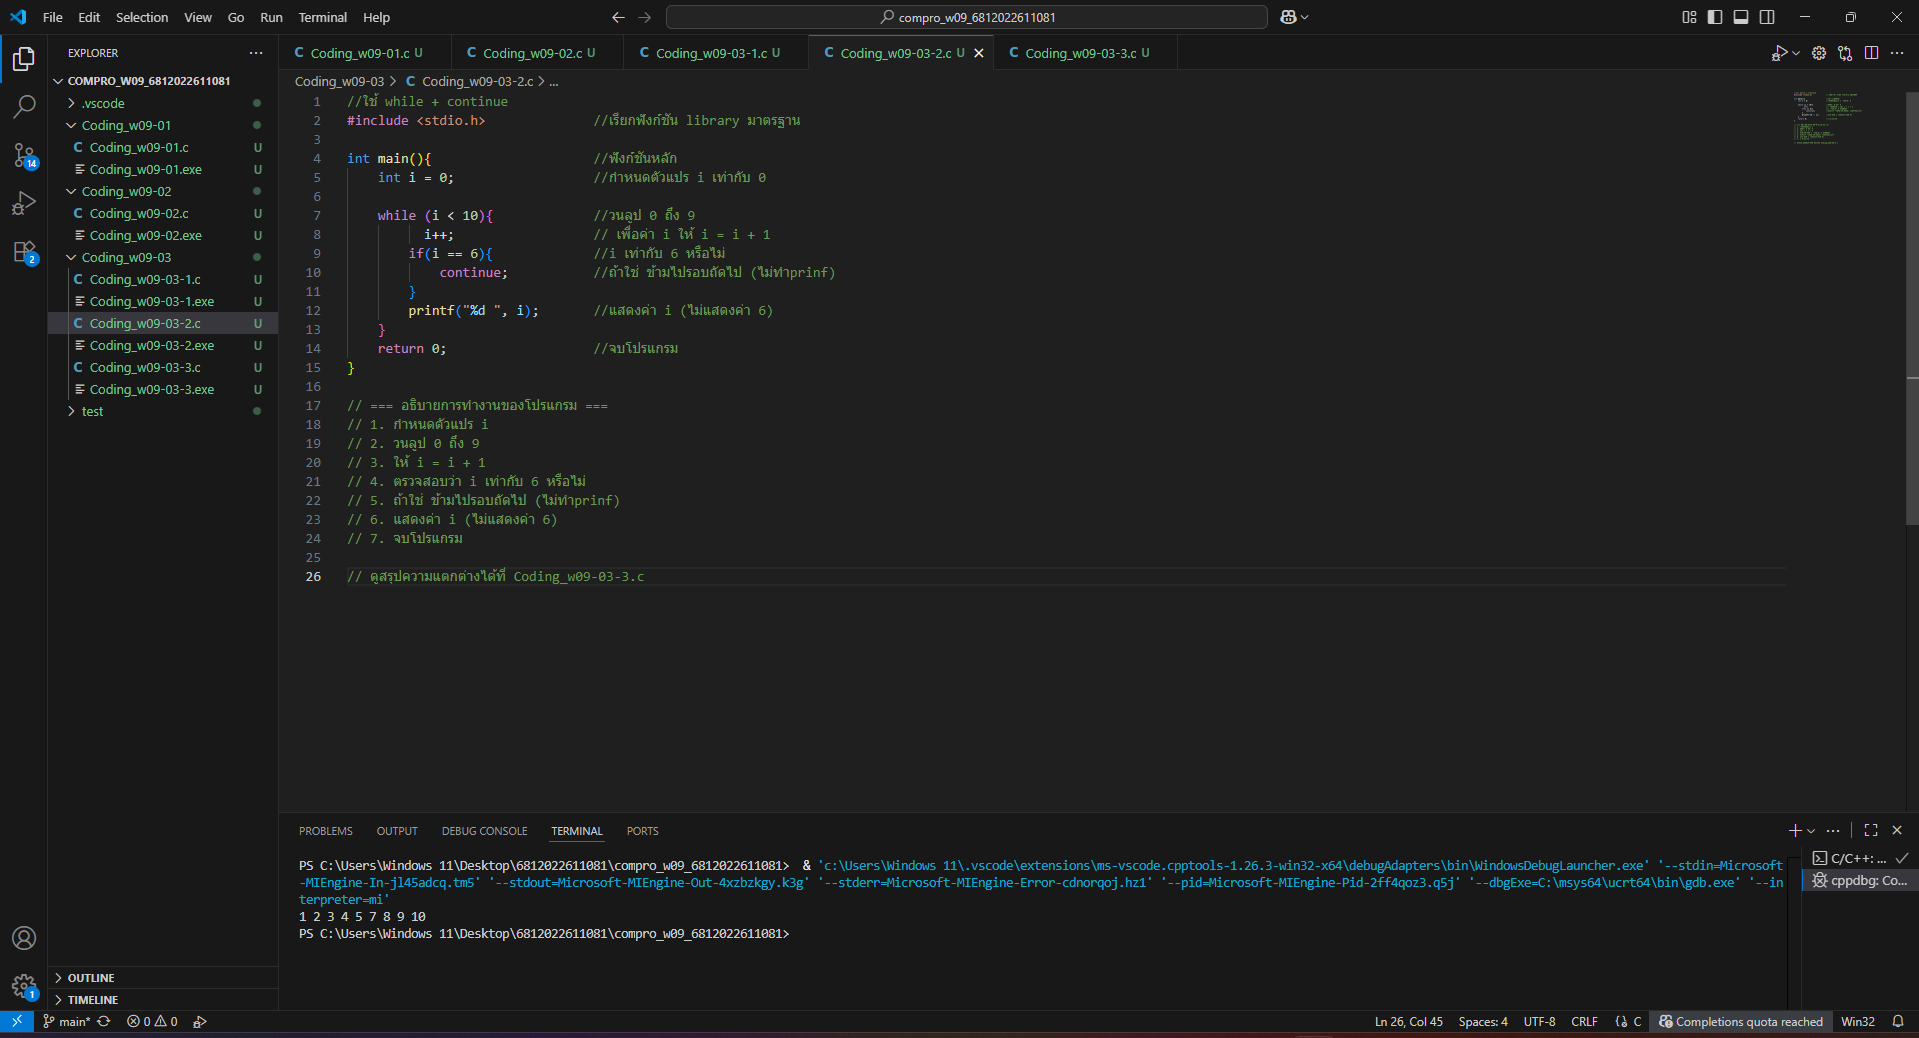 File Edit Selection View Go Run Terminal Help
compro_w09_6812022611081
EXPLORER
COMPRO_W09_6812022611081
.vscode
Coding_w09-01
Coding_w09-01.c U
Coding_w09-01.exe U
Coding_w09-02
Coding_w09-02.c U
Coding_w09-02.exe U
Coding_w09-03
Coding_w09-03-1.c U
Coding_w09-03-1.exe U
Coding_w09-03-2.c U
Coding_w09-03-2.exe U
Coding_w09-03-3.c U
Coding_w09-03-3.exe U
test
OUTLINE
TIMELINE
14
2
1
C Coding_w09-01.c U C Coding_w09-02.c U C Coding_w09-03-1.c U C Coding_w09-03-2.c U C Coding_w09-03-3.c U
Coding_w09-03 > C Coding_w09-03-2.c > ...
1 //ใช้ while + continue
2 #include <stdio.h> //เรียกฟังก์ชัน library มาตรฐาน
3
4 int main(){ //ฟังก์ชันหลัก
5 int i = 0; //กำหนดตัวแปร i เท่ากับ 0
6
7 while (i < 10){ //วนลูป 0 ถึง 9
8 i++; // เพื่อค่า i ให้ i = i + 1
9 if(i == 6){ //i เท่ากับ 6 หรือไม่
10 continue; //ถ้าใช่ ข้ามไปรอบถัดไป (ไม่ทำprinf)
11 }
12 printf("%d ", i); //แสดงค่า i (ไม่แสดงค่า 6)
13 }
14 return 0; //จบโปรแกรม
15 }
16
17 // === อธิบายการทำงานของโปรแกรม ===
18 // 1. กำหนดตัวแปร i
19 // 2. วนลูป 0 ถึง 9
20 // 3. ให้ i = i + 1
21 // 4. ตรวจสอบว่า i เท่ากับ 6 หรือไม่
22 // 5. ถ้าใช่ ข้ามไปรอบถัดไป (ไม่ทำprinf)
23 // 6. แสดงค่า i (ไม่แสดงค่า 6)
24 // 7. จบโปรแกรม
25
26 // ดูสรุปความแตกต่างได้ที่ Coding_w09-03-3.c
PROBLEMS OUTPUT DEBUG CONSOLE TERMINAL PORTS
PS C:\Users\Windows 11\Desktop\6812022611081\compro_w09_6812022611081> & 'c:\Users\Windows 11\.vscode\extensions\ms-vscode.cpptools-1.26.3-win32-x64\debugAdapters\bin\WindowsDebugLauncher.exe' '--stdin=Microsoft
-MIEngine-In-jl45adcq.tm5' '--stdout=Microsoft-MIEngine-Out-4xzbzkgy.k3g' '--stderr=Microsoft-MIEngine-Error-cdnorqoj.hz1' '--pid=Microsoft-MIEngine-Pid-2ff4qoz3.q5j' '--dbgExe=C:\msys64\ucrt64\bin\gdb.exe' '--in
terpreter=mi'
1 2 3 4 5 7 8 9 10
PS C:\Users\Windows 11\Desktop\6812022611081\compro_w09_6812022611081>
C/C++: ...
cppdbg: Co...
main* 0 0 Ln 26, Col 45 Spaces: 4 UTF-8 CRLF {} C Completions quota reached Win32